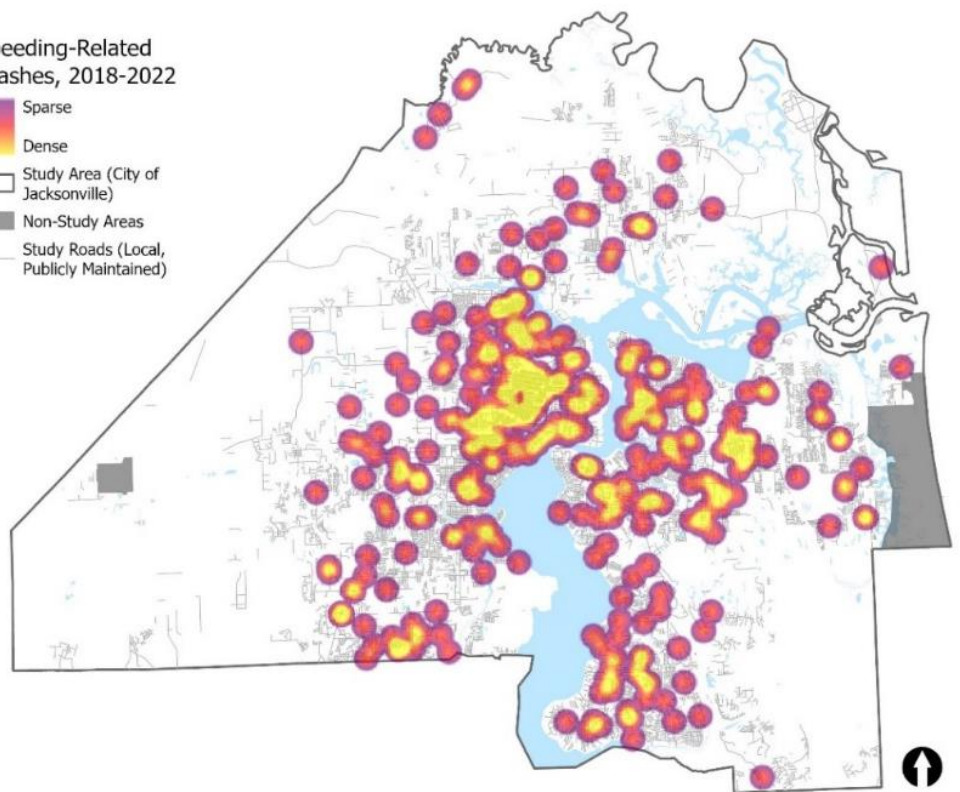 eeding-Related
ashes, 2018-2022
Sparse
Dense
Study Area (City of
Jacksonville)
Non-Study Areas
Study Roads (Local,
Publicly Maintained)